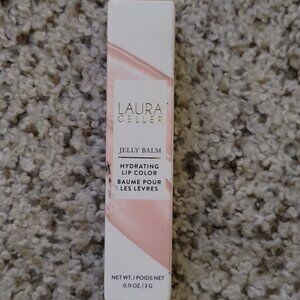 LAURA
GELLER
JELLY BALM
HYDRATING
LIP COLOR
BAUME POUR
LES LÈVRES
NET WT. / POIDS NET
0.11 OZ. | 3 G